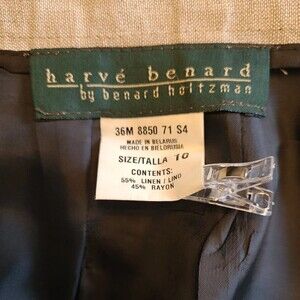 harvé benard
by benard holtzman
36M 8850 71 S4
MADE IN BELARUS
HECHO EN BIELORUSIA
SIZE/TALLA 10
CONTENTS:
55% LINEN / LINO
45% RAYON